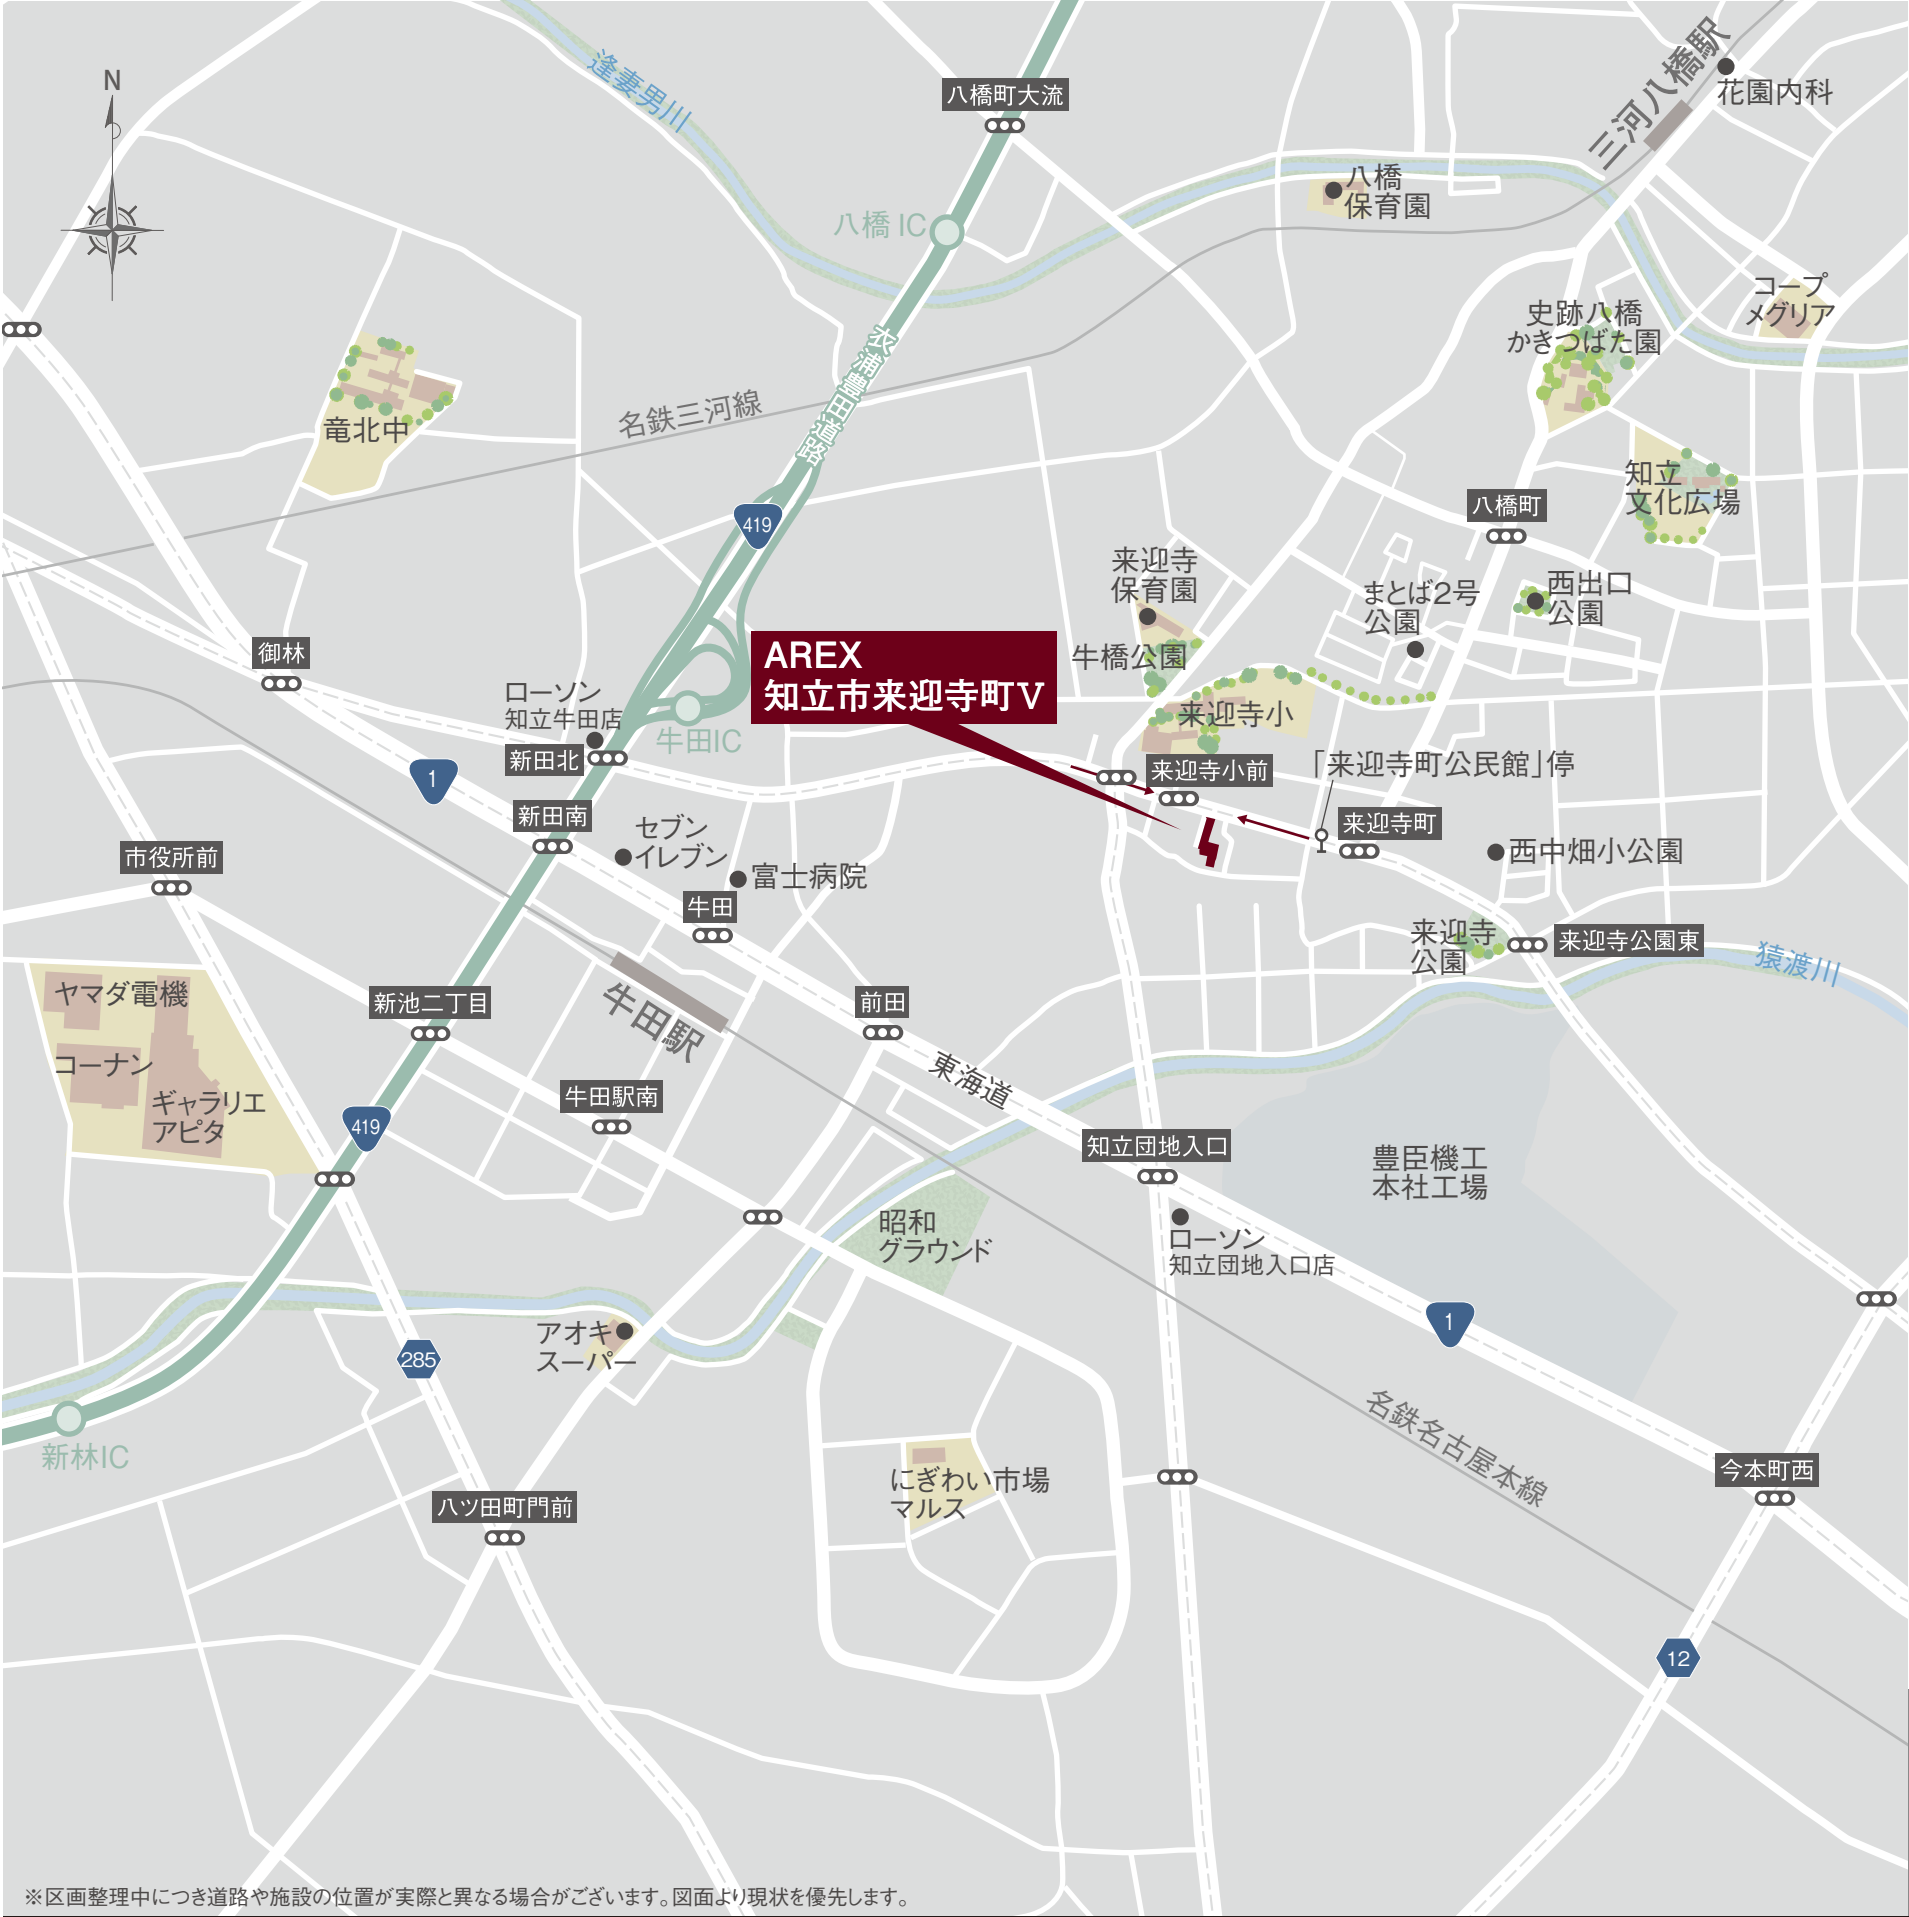 N
逢妻男川
八橋町大流
三河八橋駅
花園内科
八橋
保育園
八橋 IC
コープ
メグリア
史跡八橋
かきつばた園
衣浦豊田道路
名鉄三河線
竜北中
知立
文化広場
八橋町
419
来迎寺
保育園
まとば2号
公園
西出口
公園
御林
牛橋公園
AREX
知立市来迎寺町Ⅴ
ローソン
知立牛田店
来迎寺小
牛田IC
新田北
「来迎寺町公民館」停
来迎寺小前
1
新田南
セブン
イレブン
来迎寺町
市役所前
西中畑小公園
富士病院
牛田
来迎寺
公園
来迎寺公園東
猿渡川
ヤマダ電機
新池二丁目
牛田駅
前田
コーナン
東海道
牛田駅南
ギャラリエ
アピタ
419
知立団地入口
豊臣機工
本社工場
昭和
グラウンド
ローソン
知立団地入口店
1
アオキ
スーパー
285
名鉄名古屋本線
新林IC
にぎわい市場
マルス
今本町西
八ツ田町門前
12
※区画整理中につき道路や施設の位置が実際と異なる場合がございます。図面より現状を優先します。